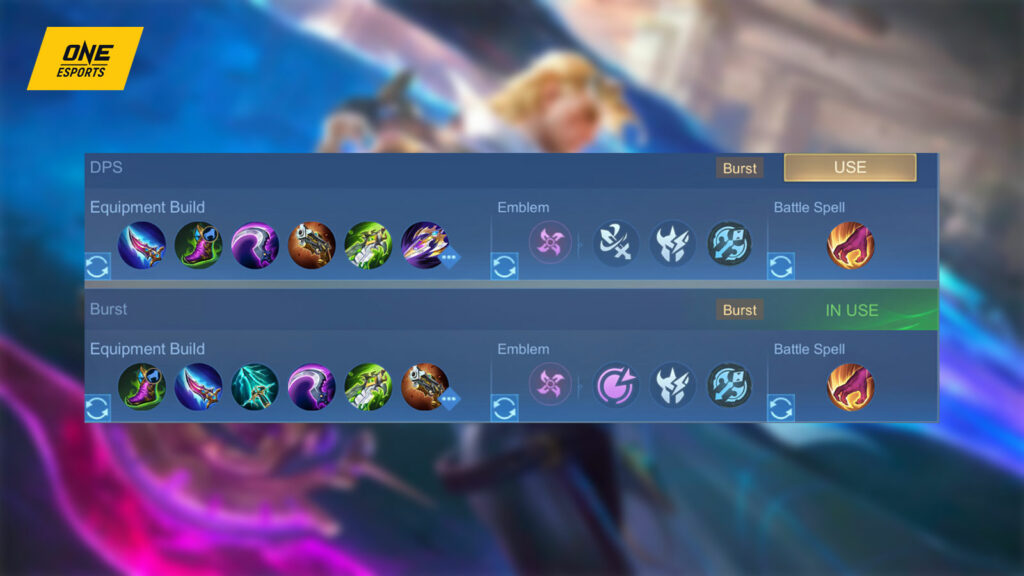 ONE
ESPORTS
DPS
Burst
USE
Equipment Build
Emblem
Battle Spell
Burst
Burst
IN USE
Equipment Build
Emblem
Battle Spell